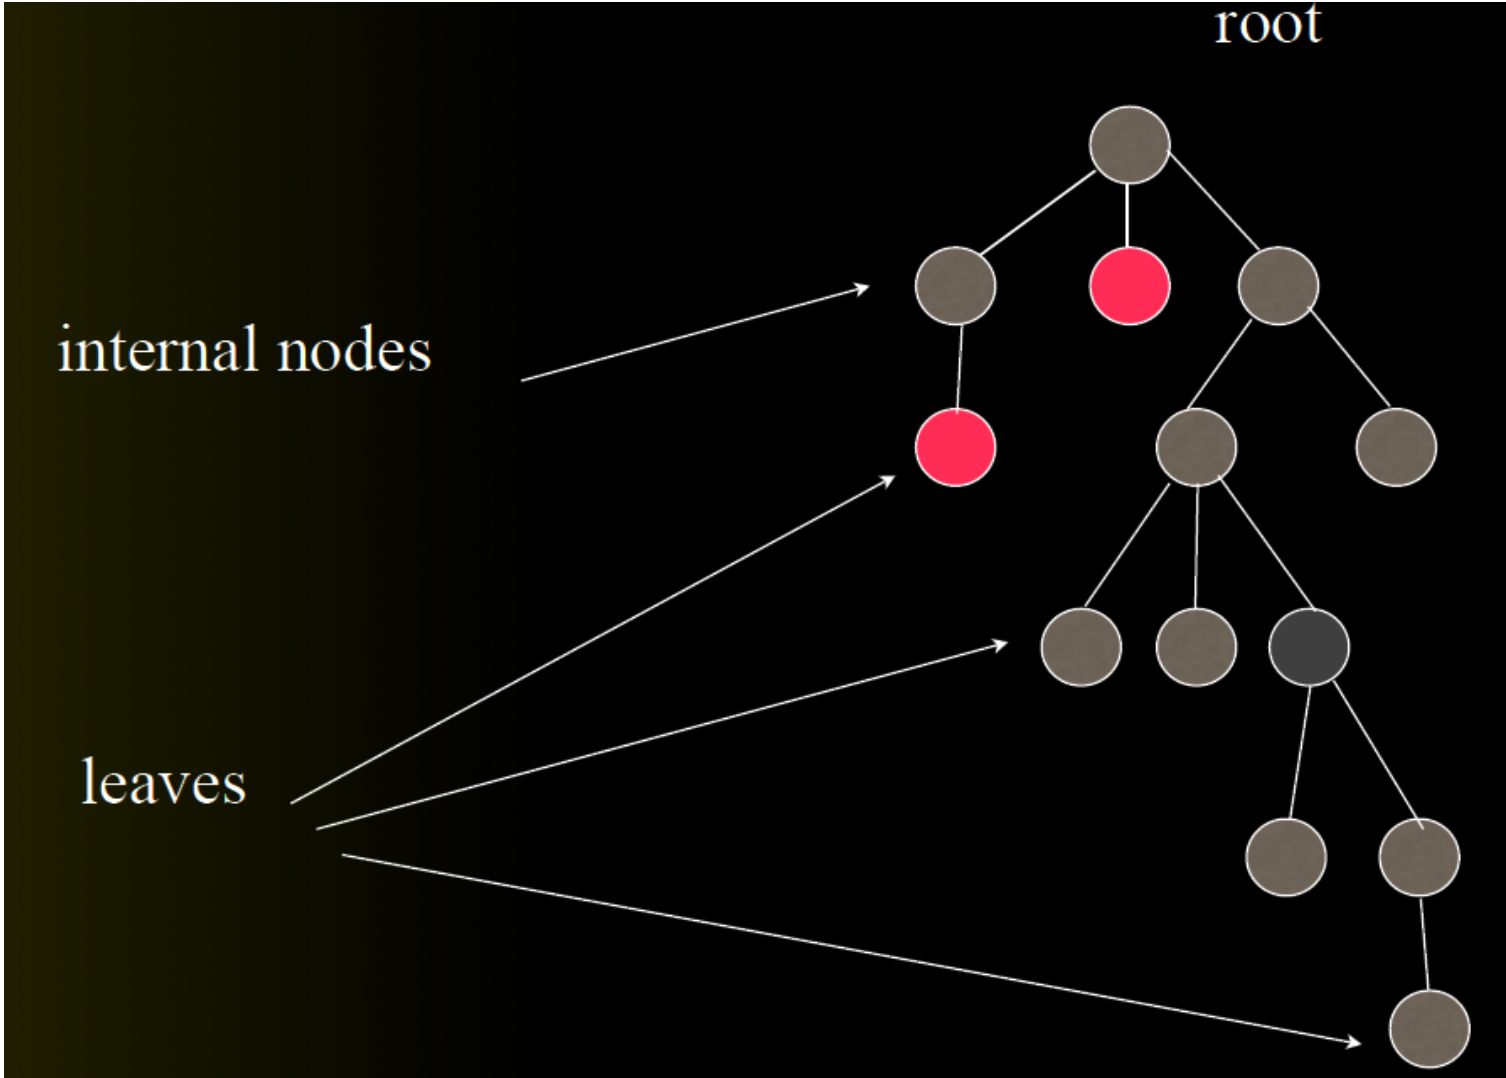 root
internal nodes
leaves